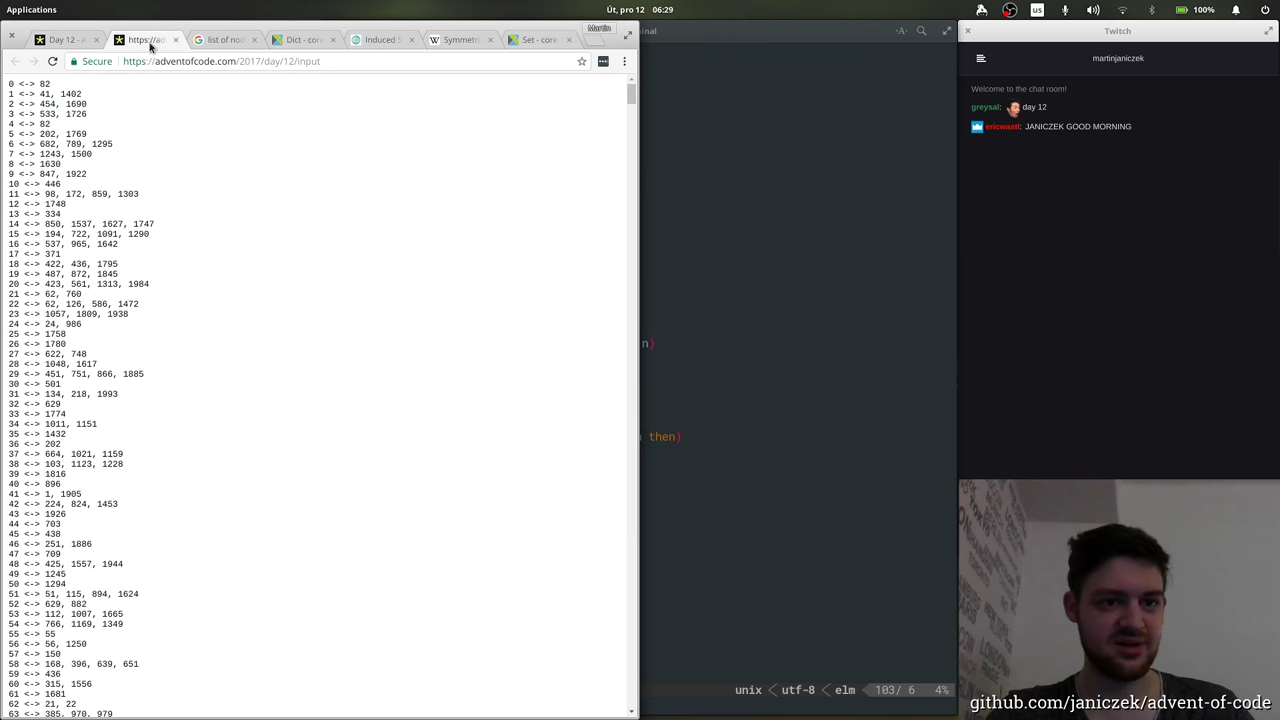 Applications
Út, pro 12 06:29
us
100%
Martin
Day 12 - A
https://ad
list of no
Dict - cor
Induced S
Symmetri
Set - core
minal
-A-
Twitch
Secure
https://adventofcode.com/2017/day/12/input
martinjaniczek
0 <-> 82
1 <-> 41, 1402
2 <-> 454, 1690
3 <-> 533, 1726
4 <-> 82
5 <-> 202, 1769
6 <-> 682, 789, 1295
7 <-> 1243, 1500
8 <-> 1630
9 <-> 847, 1922
10 <-> 446
11 <-> 98, 172, 859, 1303
12 <-> 1748
13 <-> 334
14 <-> 850, 1537, 1627, 1747
15 <-> 194, 722, 1091, 1290
16 <-> 537, 965, 1642
17 <-> 371
18 <-> 422, 436, 1795
19 <-> 487, 872, 1845
20 <-> 423, 561, 1313, 1984
21 <-> 62, 760
22 <-> 62, 126, 586, 1472
23 <-> 1057, 1809, 1938
24 <-> 24, 986
25 <-> 1758
26 <-> 1780
27 <-> 622, 748
28 <-> 1048, 1617
29 <-> 451, 751, 866, 1885
30 <-> 501
31 <-> 134, 218, 1993
32 <-> 629
33 <-> 1774
34 <-> 1011, 1151
35 <-> 1432
36 <-> 202
37 <-> 664, 1021, 1159
38 <-> 103, 1123, 1228
39 <-> 1816
40 <-> 896
41 <-> 1, 1905
42 <-> 224, 824, 1453
43 <-> 1926
44 <-> 703
45 <-> 438
46 <-> 251, 1886
47 <-> 709
48 <-> 425, 1557, 1944
49 <-> 1245
50 <-> 1294
51 <-> 51, 115, 894, 1624
52 <-> 629, 882
53 <-> 112, 1007, 1665
54 <-> 766, 1169, 1349
55 <-> 55
56 <-> 56, 1250
57 <-> 150
58 <-> 168, 396, 639, 651
59 <-> 436
60 <-> 315, 1556
61 <-> 1681
62 <-> 21, 22
63 <-> 385, 970, 979
n)
then)
unix < utf-8 < elm 103/ 6 4%
Welcome to the chat room!
greysal: day 12
ericwastl: JANICZEK GOOD MORNING
github.com/janiczek/advent-of-code